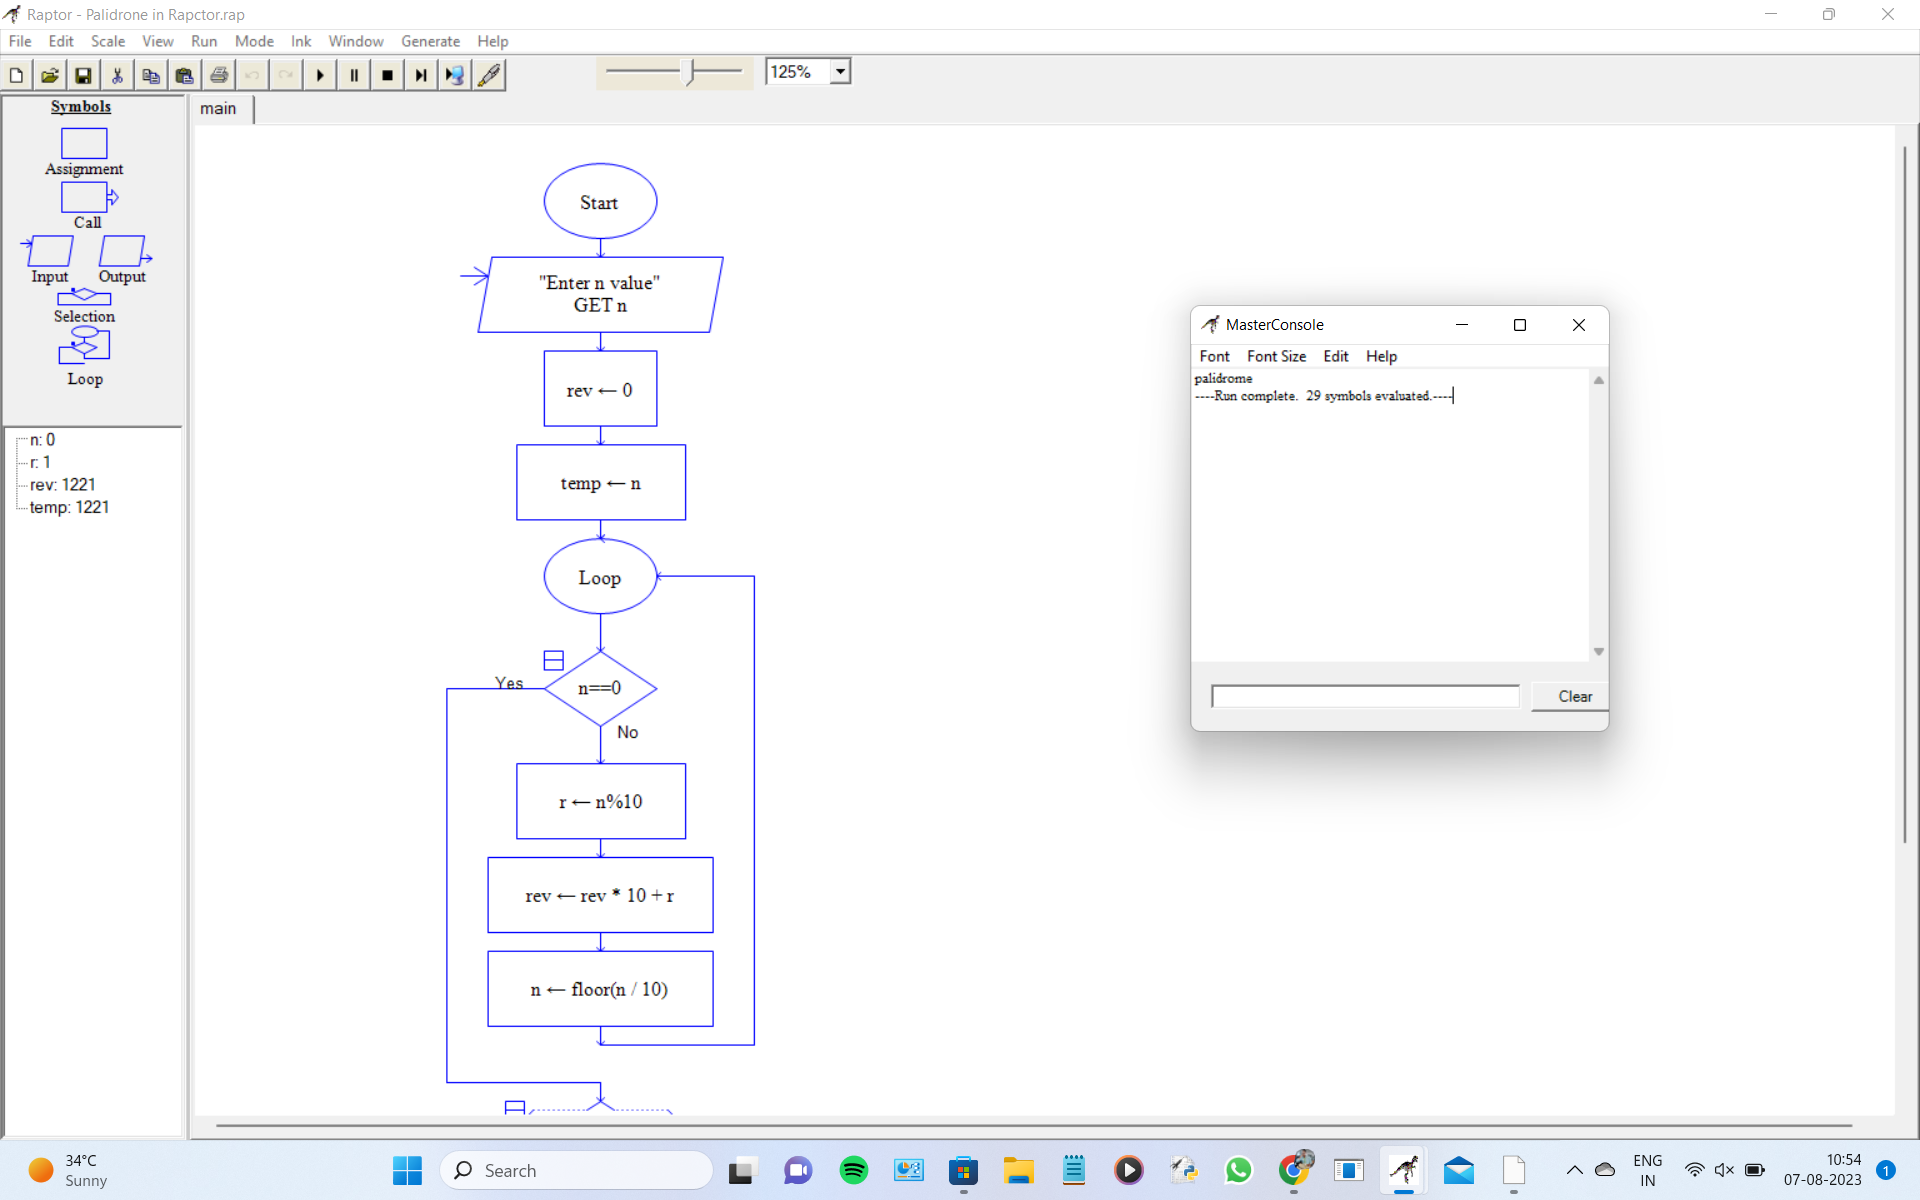 Raptor - Palidrone in Rapctor.rap
File Edit Scale View Run Mode Ink Window Generate Help
125%
Symbols
Assignment
Call
Input Output
Selection
Loop
n: 0
r: 1
rev: 1221
temp: 1221
main
Start
"Enter n value"
GET n
rev ← 0
temp ← n
Loop
Yes
n==0
No
r ← n%10
rev ← rev * 10 + r
n ← floor(n / 10)
MasterConsole
Font Font Size Edit Help
palidrome
----Run complete.  29 symbols evaluated.----
Clear
34°C
Sunny
Search
ENG
IN
10:54
07-08-2023
1